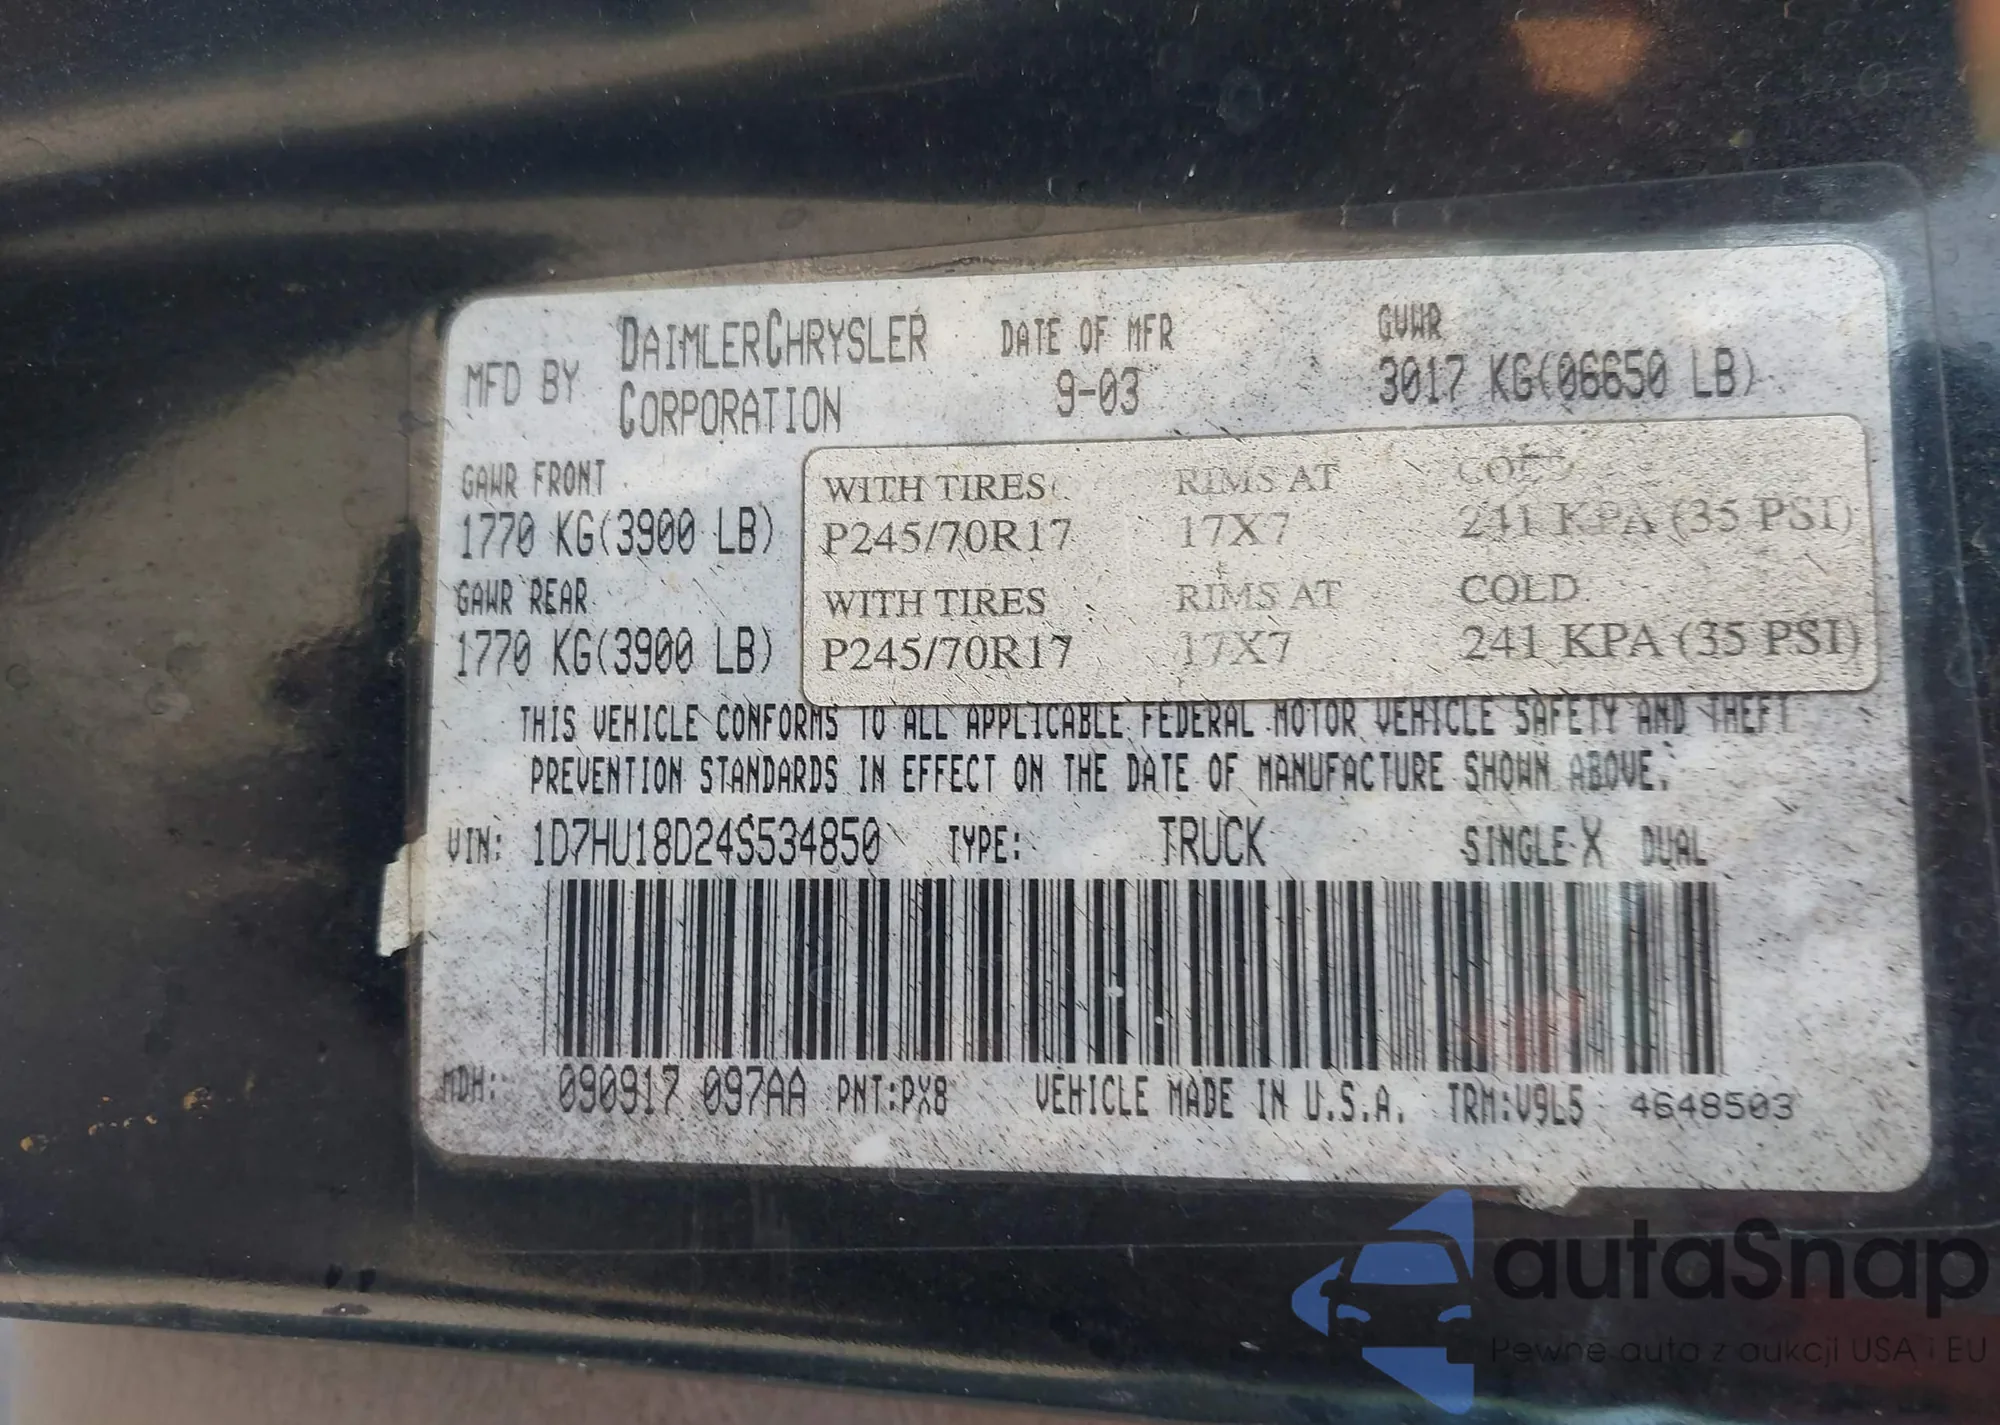 MFD BY DAIMLERCHRYSLER CORPORATION
DATE OF MFR
9-03
GVWR
3017 KG(06650 LB)
GAWR FRONT
1770 KG(3900 LB)
WITH TIRES RIMS AT COLD
P245/70R17 17X7 241 KPA (35 PSI)
GAWR REAR
1770 KG(3900 LB)
WITH TIRES RIMS AT COLD
P245/70R17 17X7 241 KPA (35 PSI)
THIS VEHICLE CONFORMS TO ALL APPLICABLE FEDERAL MOTOR VEHICLE SAFETY AND THEFT
PREVENTION STANDARDS IN EFFECT ON THE DATE OF MANUFACTURE SHOWN ABOVE.
VIN: 1D7HU18D24S534850 TYPE: TRUCK SINGLE X DUAL
MDH: 090917 097AA PNT:PX8 VEHICLE MADE IN U.S.A. TRM:V9L5 4648503
autaSnap
Pewne auta z aukcji USA i EU